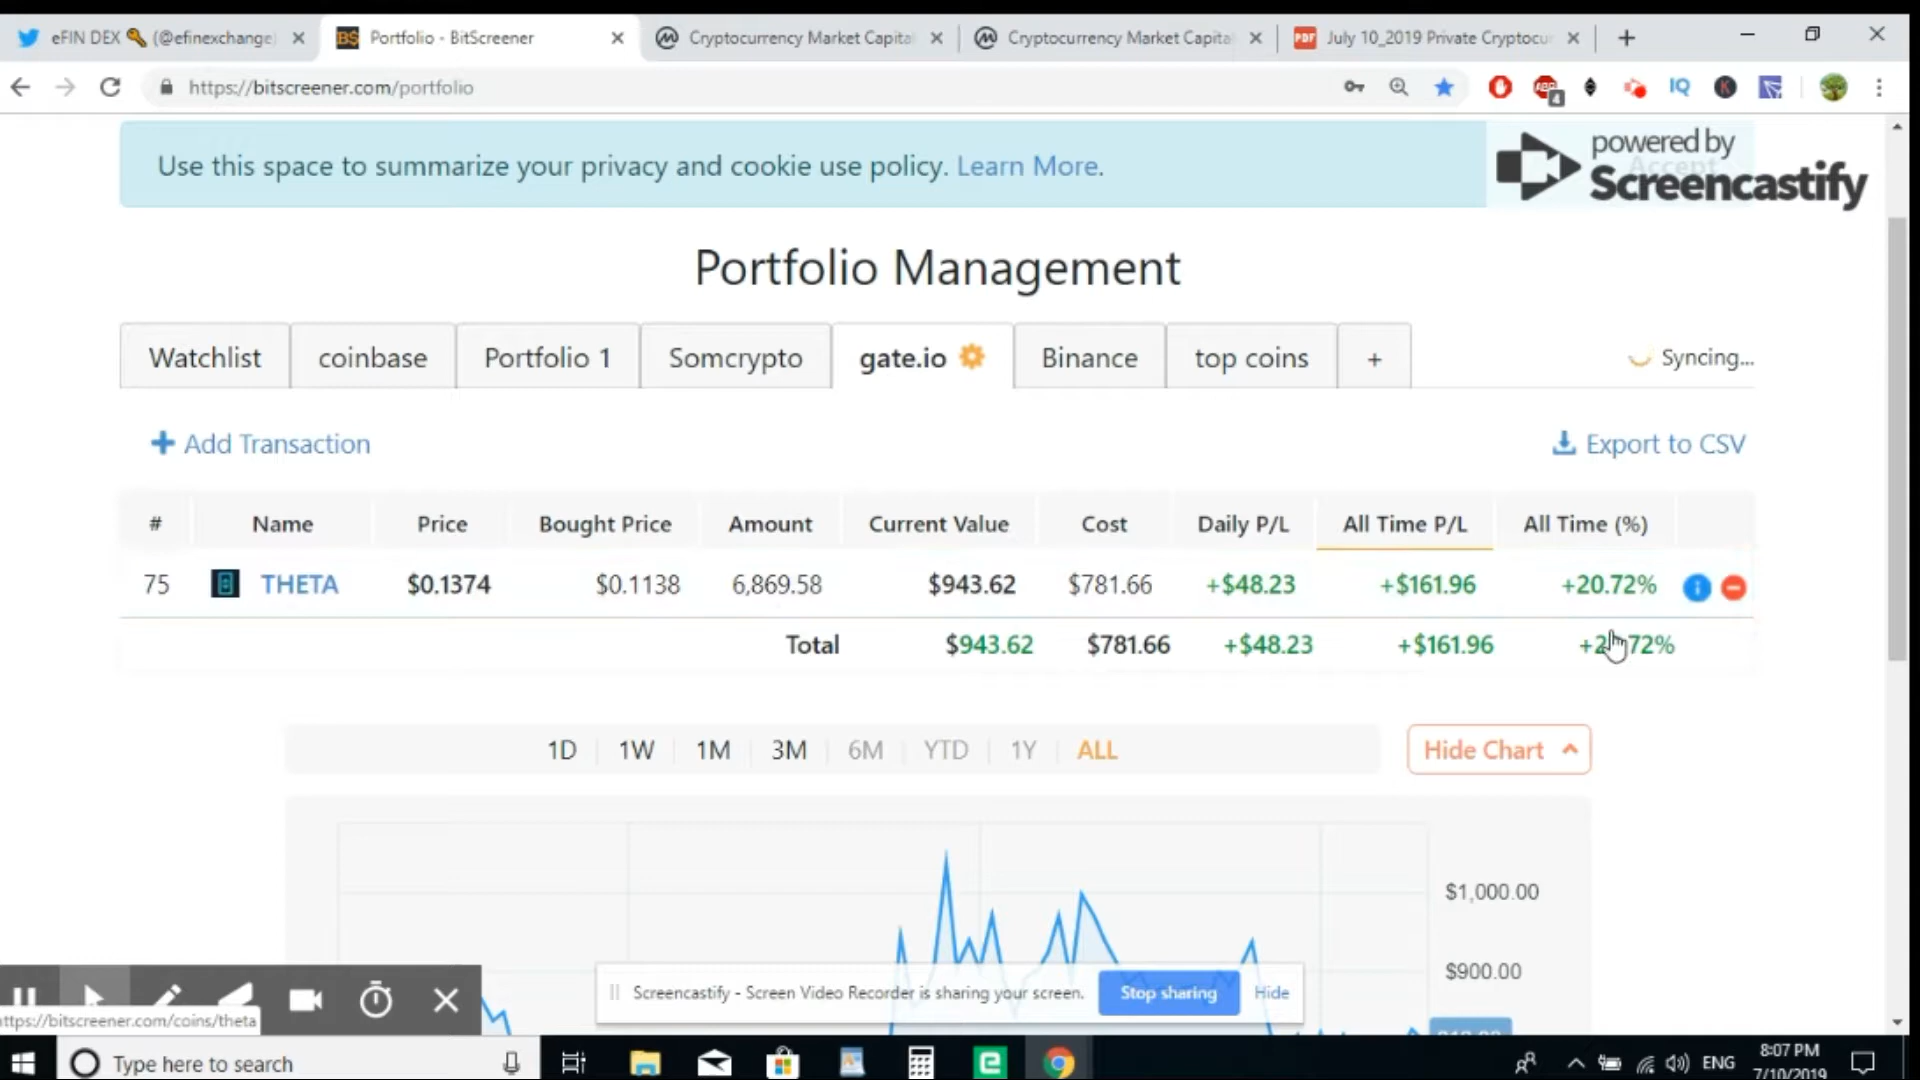 eFIN DEX 🔑 (@efinexchange)
Portfolio - BitScreener
Cryptocurrency Market Capita
Cryptocurrency Market Capita
PDF
July 10_2019 Private Cryptocu
https://bitscreener.com/portfolio
IQ
Use this space to summarize your privacy and cookie use policy. Learn More.
Accept
powered by
Screencastify
Portfolio Management
Watchlist
coinbase
Portfolio 1
Somcrypto
gate.io
Binance
top coins
+
Syncing...
Add Transaction
Export to CSV
# Name Price Bought Price Amount Current Value Cost Daily P/L All Time P/L All Time (%)
75 THETA $0.1374 $0.1138 6,869.58 $943.62 $781.66 +$48.23 +$161.96 +20.72%
Total $943.62 $781.66 +$48.23 +$161.96
1D 1W 1M 3M 6M YTD 1Y ALL
Hide Chart
$1,000.00
$900.00
Screencastify - Screen Video Recorder is sharing your screen.
Stop sharing
Hide
ttps://bitscreener.com/coins/theta
Type here to search
ENG
8:07 PM
7/10/2019